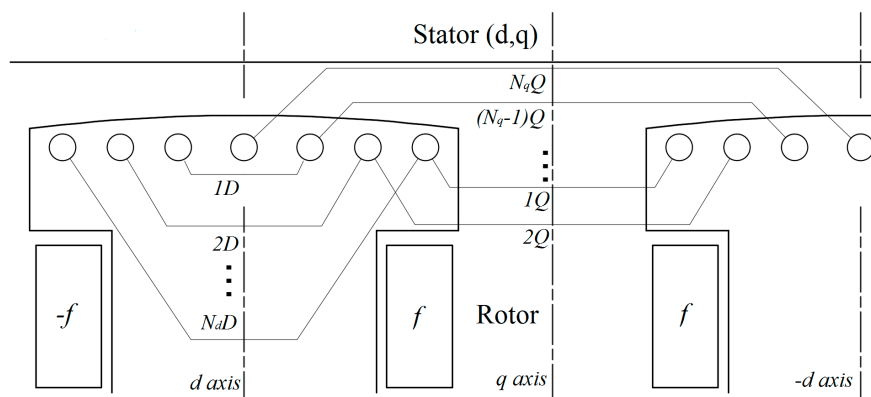 Stator (d,q)
NqQ
(Nq-1)Q
1D
1Q
2D
2Q
-f
f
NdD
Rotor
f
d axis
q axis
-d axis